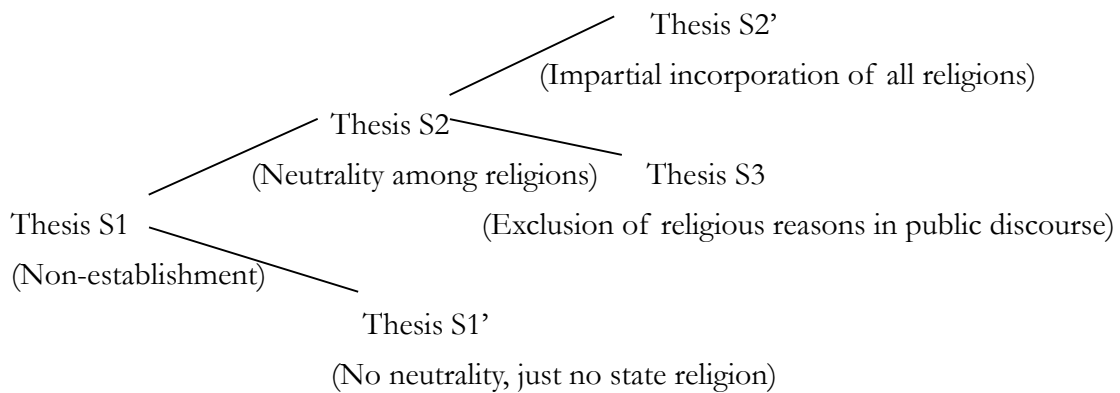 Thesis S2’
(Impartial incorporation of all religions)
Thesis S2
(Neutrality among religions)
Thesis S3
(Exclusion of religious reasons in public discourse)
Thesis S1
(Non-establishment)
Thesis S1’
(No neutrality, just no state religion)